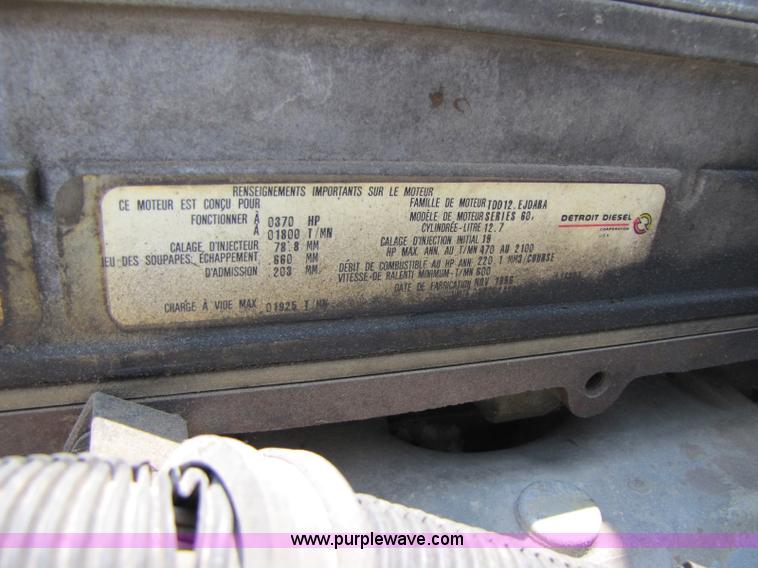 RENSEIGNEMENTS IMPORTANTS SUR LE MOTEUR
CE MOTEUR EST CONÇU POUR
FONCTIONNER À 0370 HP
À 01800 T/MN
CALAGE D'INJECTEUR 78.8 MM
JEU DES SOUPAPES: ÉCHAPPEMENT .660 MM
D'ADMISSION .203 MM
CHARGE À VIDE MAX 01925 T/MN
FAMILLE DE MOTEUR TDD12.EJDABA
MODÈLE DE MOTEUR SERIES 60,
CYLINDRÉE-LITRE 12.7
CALAGE D'INJECTION INITIAL 19
HP MAX. ANN. AU T/MN 470 AU 2100
DÉBIT DE COMBUSTIBLE AU HP ANN. 220.1 MM3/COURSE
VITESSE-DE RALENTI MINIMUM-T/MN 600
DATE DE FABRICATION NOV 1996
DETROIT DIESEL
CORPORATION
www.purplewave.com